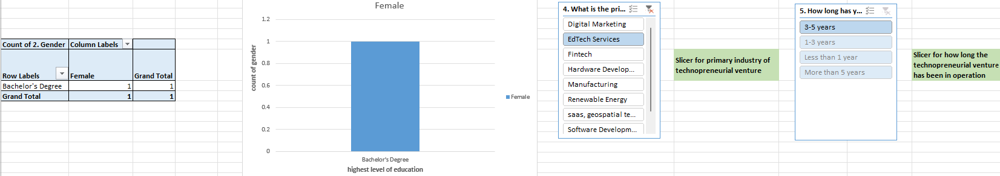 Count of 2. Gender Column Labels
Row Labels Female Grand Total
Bachelor's Degree 1 1
Grand Total 1 1
Female
1.2
1
0.8
0.6
0.4
0.2
0
count of gender
Bachelor's Degree
highest level of education
Female
4. What is the pri...
Digital Marketing
EdTech Services
Fintech
Hardware Develop...
Manufacturing
Renewable Energy
saas, geospatial te...
Software Developm...
Slicer for primary industry of
technopreneurial venture
5. How long has y...
3-5 years
1-3 years
Less than 1 year
More than 5 years
Slicer for how long the
technopreneurial venture
has been in operation